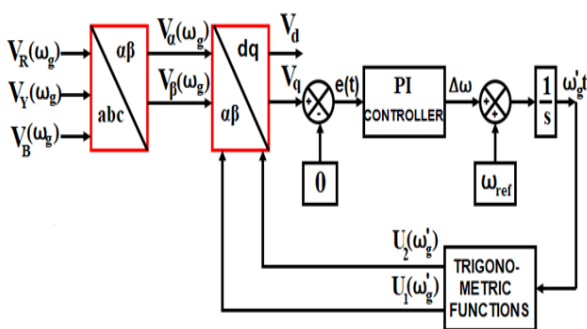 V_R(ω_g)
V_Y(ω_g)
V_B(ω_g)
αβ
abc
V_α(ω_g)
V_β(ω_g)
dq
αβ
V_d
V_q
+
-
0
e(t)
PI
CONTROLLER
Δω
+
+
ω_ref
1
s
ω'_g t
U_2(ω'_g)
U_1(ω'_g)
TRIGONO-
METRIC
FUNCTIONS